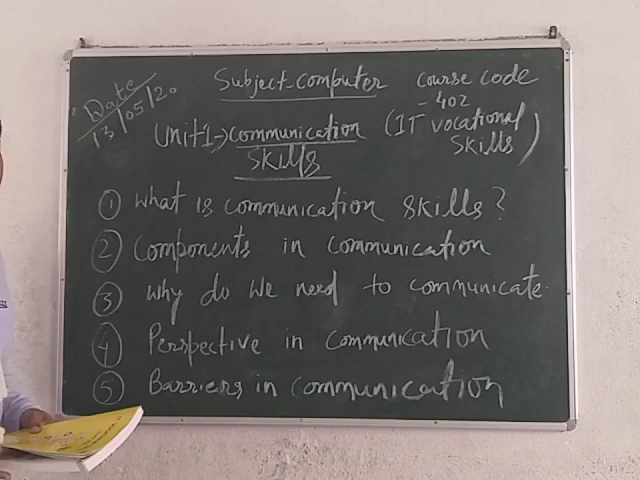 Date
13/05/20
Subject-Computer
course code
- 402
Unit-1→communication
Skills
(IT vocational
Skills)
① What is communication skills?
② Components in communication
③ Why do We need to communicate.
④ Perspective in communication
⑤ Barriers in communication